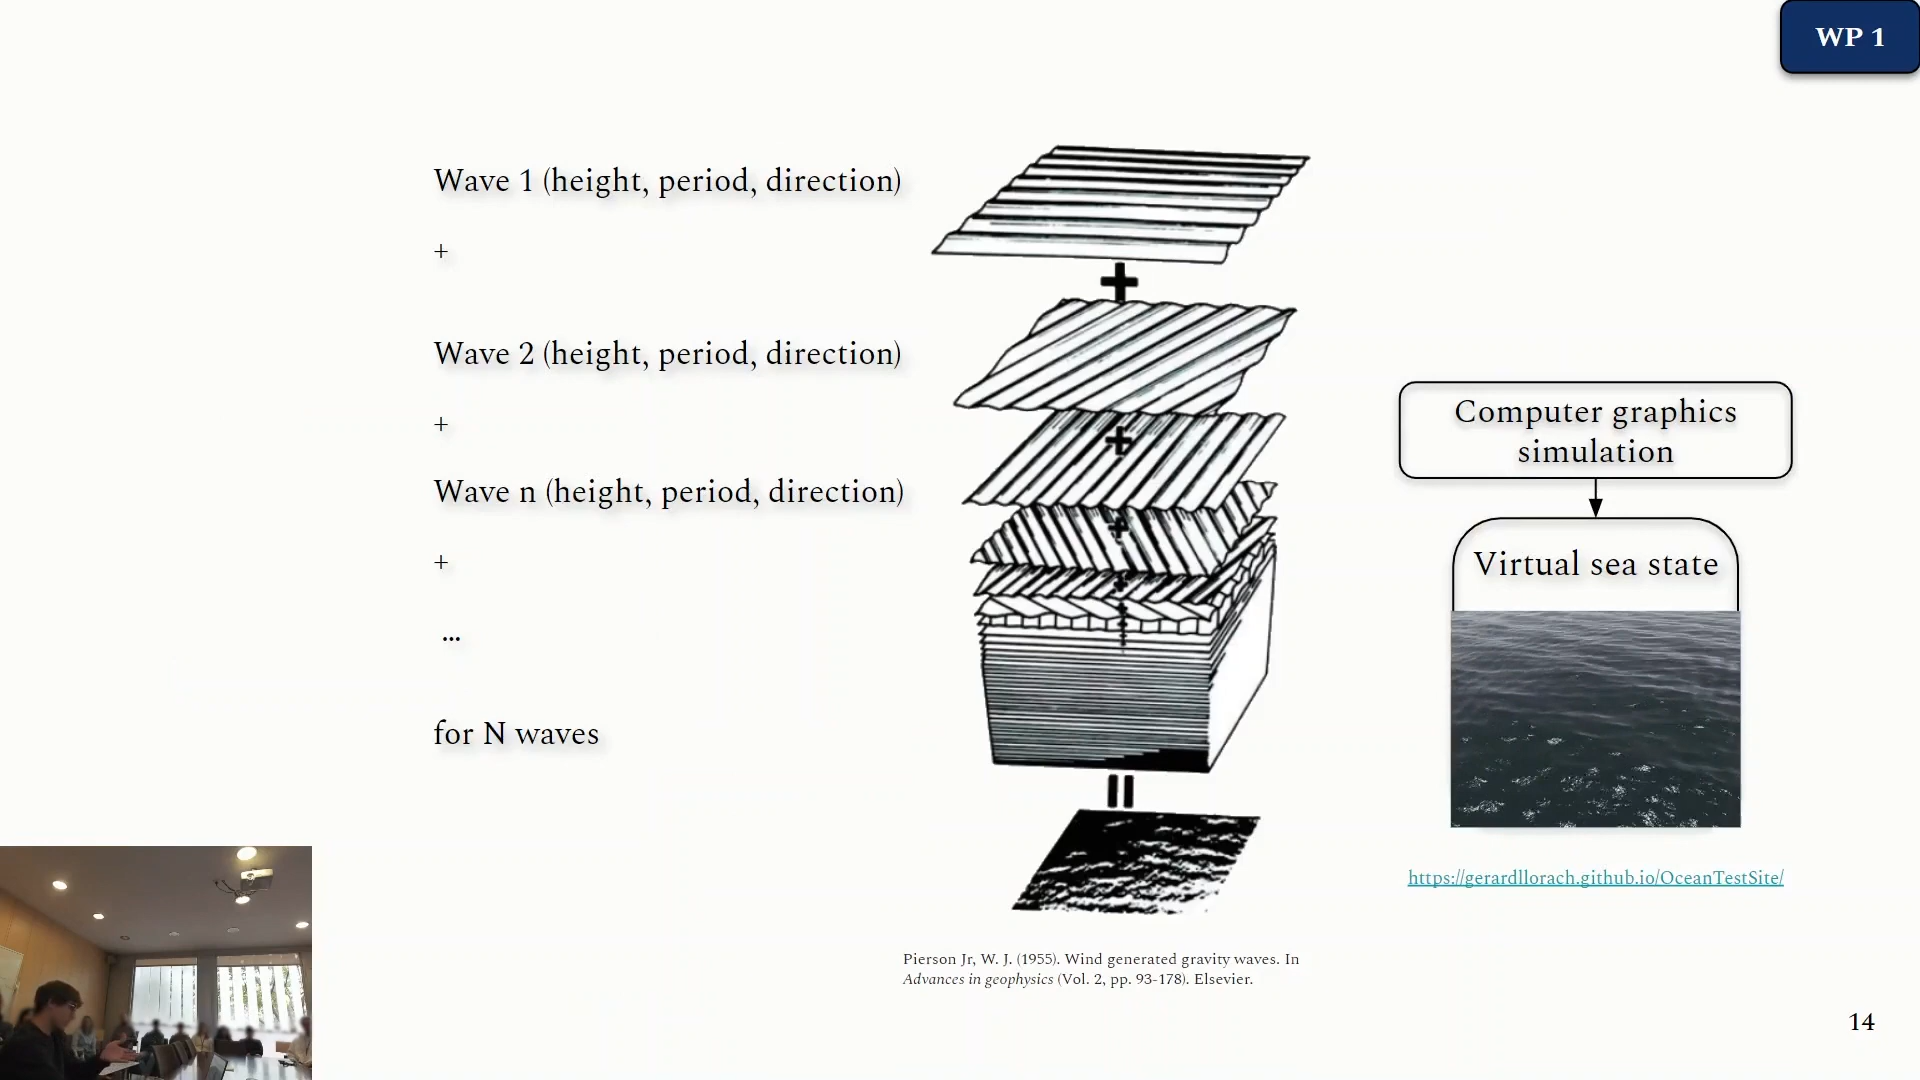 WP 1
Wave 1 (height, period, direction)
+
Wave 2 (height, period, direction)
+
Wave n (height, period, direction)
+
...
for N waves
Computer graphics
simulation
Virtual sea state
https://gerardllorach.github.io/OceanTestSite/
Pierson Jr, W. J. (1955). Wind generated gravity waves. In
Advances in geophysics (Vol. 2, pp. 93-178). Elsevier.
14